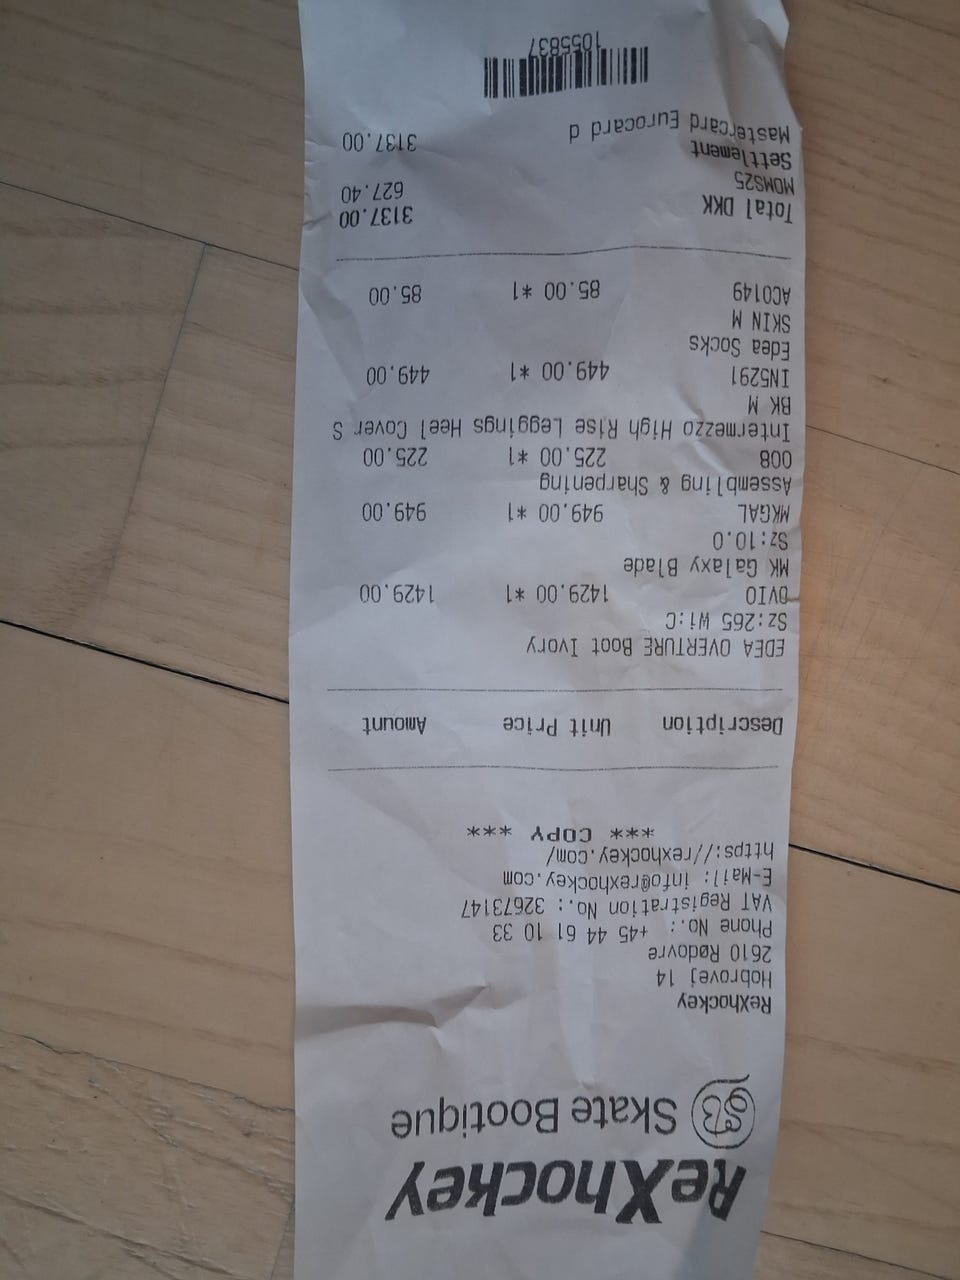 ReXhockey
SB Skate Bootique
ReXhockey
Hobrovej 14
2610 Rødovre
Phone No.: +45 44 61 10 33
VAT Registration No.: 32673147
E-Mail: info@rexhockey.com
https://rexhockey.com/
*** COPY ***
Description Unit Price Amount
EDEA OVERTURE Boot Ivory
Sz:265 Wi:C
OVIO 1429.00 *1 1429.00
MK Galaxy Blade
Sz:10.0
MKGAL 949.00 *1 949.00
Assembling & Sharpening
008 225.00 *1 225.00
Intermezzo High Rise Leggings Heel Cover S
BK M
IN5291 449.00 *1 449.00
Edea Socks
SKIN M
AC0149 85.00 *1 85.00
Total DKK 3137.00
MOMS25 627.40
Settlement
Mastercard Eurocard d 3137.00
1055837